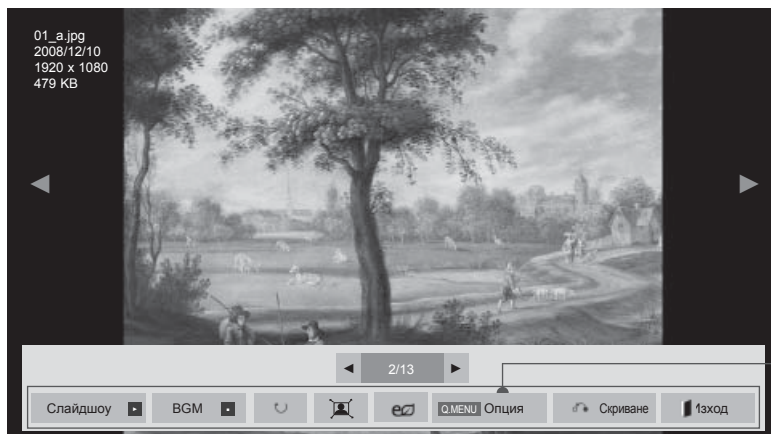 01_a.jpg
2008/12/10
1920 x 1080
479 KB
2/13
Слайдшоу BGM Q.MENU Опция Скриване Изход